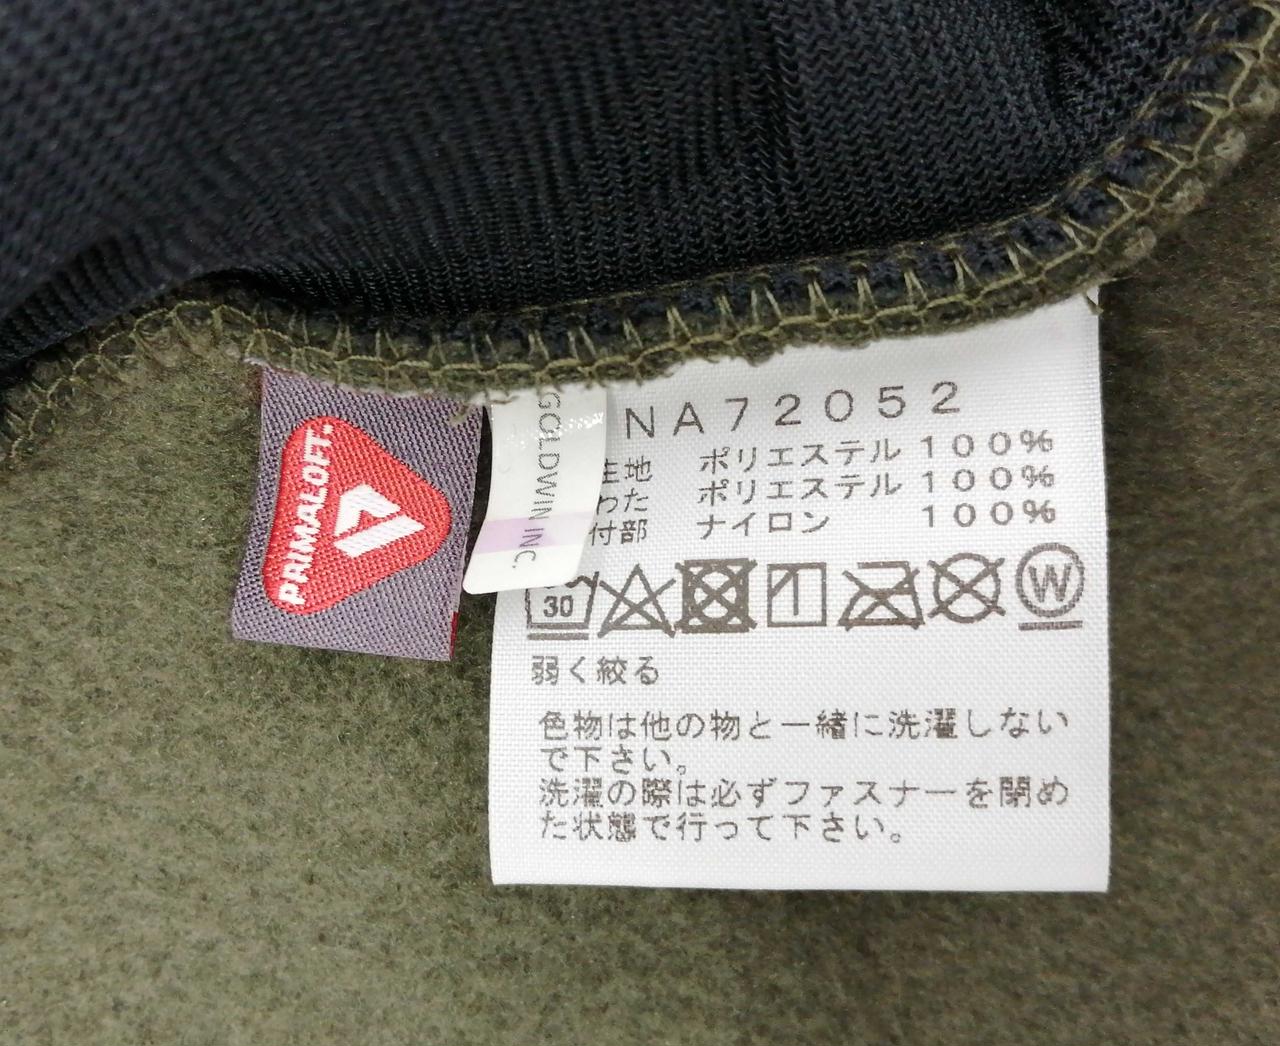 PRIMALOFT
GOLDWIN INC.
NA72052
生地 ポリエステル 100%
わた ポリエステル 100%
付部 ナイロン 100%
30
W
弱く絞る
色物は他の物と一緒に洗濯しない
で下さい。
洗濯の際は必ずファスナーを閉め
た状態で行って下さい。